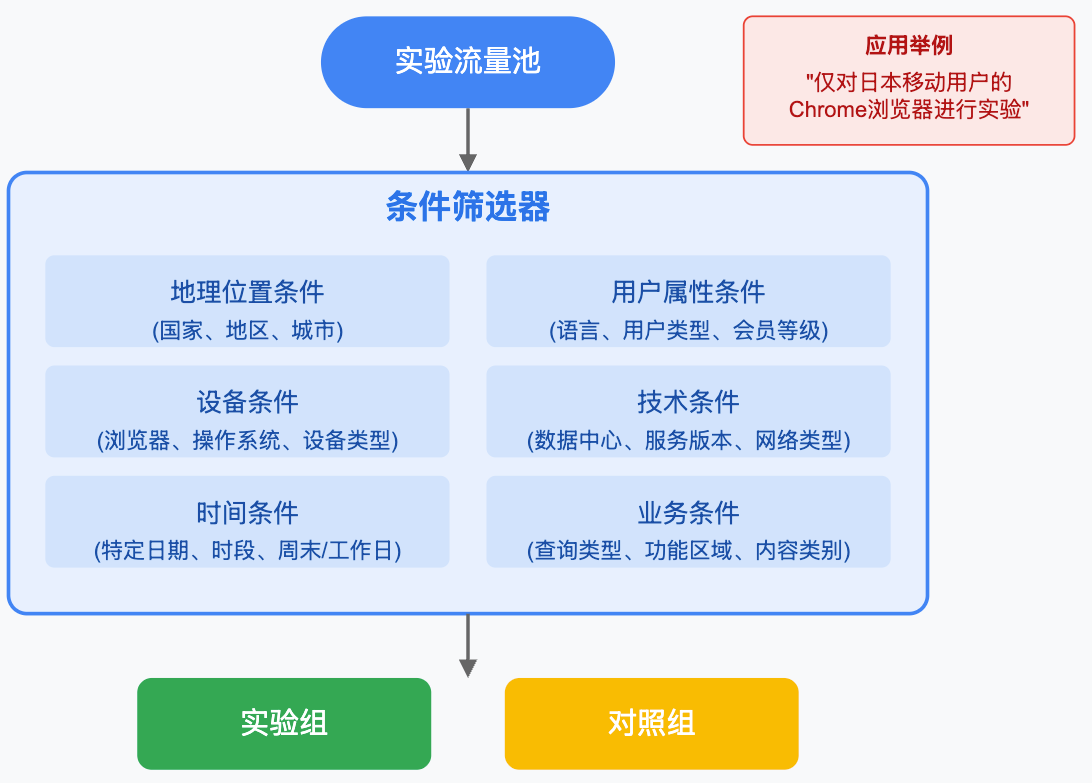 实验流量池
应用举例
"仅对日本移动用户的
Chrome浏览器进行实验"
条件筛选器
地理位置条件
(国家、地区、城市)
用户属性条件
(语言、用户类型、会员等级)
设备条件
(浏览器、操作系统、设备类型)
技术条件
(数据中心、服务版本、网络类型)
时间条件
(特定日期、时段、周末/工作日)
业务条件
(查询类型、功能区域、内容类别)
实验组
对照组